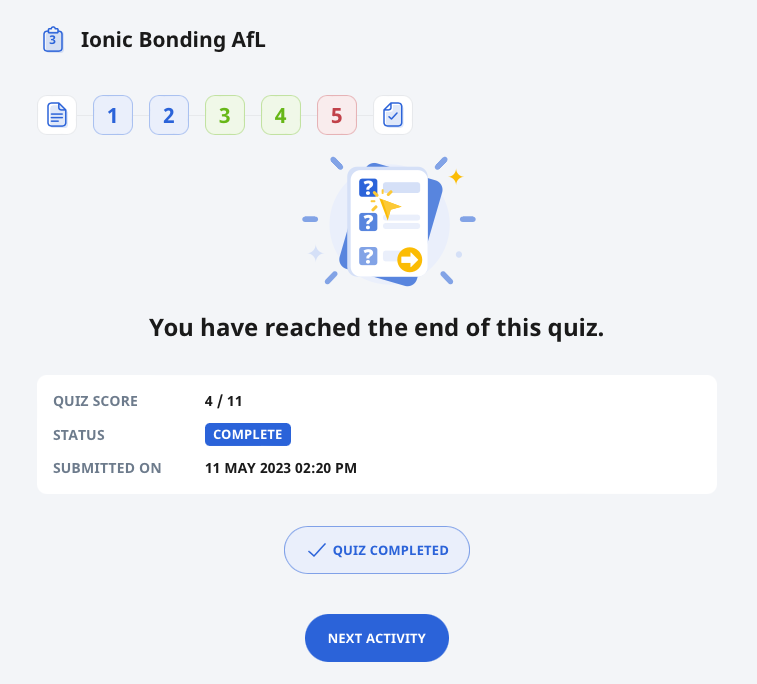 3
Ionic Bonding AfL
1 2 3 4 5
?
?
?
You have reached the end of this quiz.
QUIZ SCORE 4 / 11
STATUS COMPLETE
SUBMITTED ON 11 MAY 2023 02:20 PM
QUIZ COMPLETED
NEXT ACTIVITY